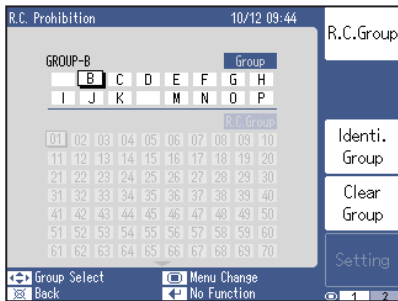 R.C. Prohibition 10/12 09:44
R.C.Group
GROUP-B Group
B C D E F G H
I J K M N O P
R.C.Group
01 02 03 04 05 06 07 08 09 10
11 12 13 14 15 16 17 18 19 20
21 22 23 24 25 26 27 28 29 30
31 32 33 34 35 36 37 38 39 40
41 42 43 44 45 46 47 48 49 50
51 52 53 54 55 56 57 58 59 60
61 62 63 64 65 66 67 68 69 70
Identi.
Group
Clear
Group
Setting
Group Select Menu Change
Back No Function
1 2